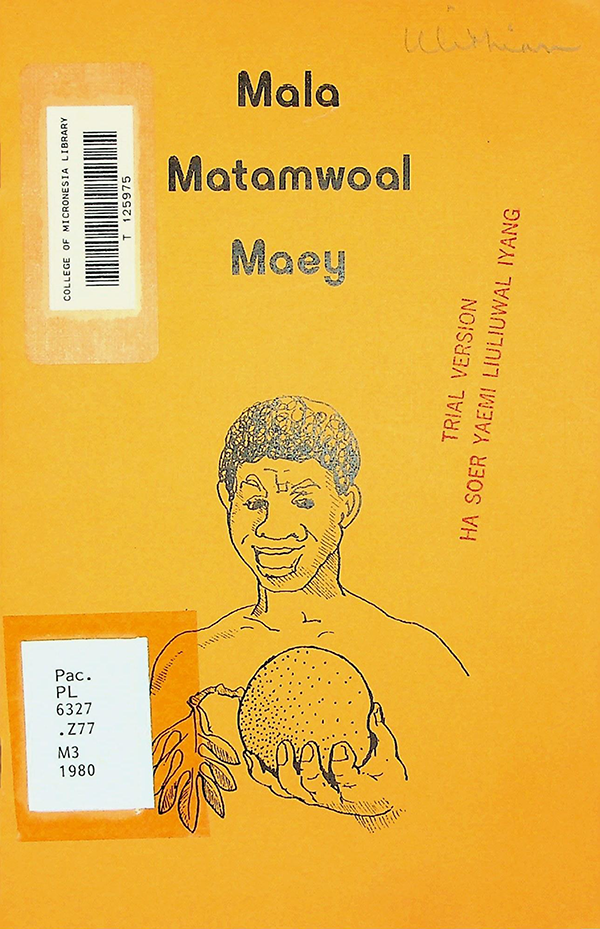 Ulithian
Mala
Matamwoal
Maey
COLLEGE OF MICRONESIA LIBRARY
T 125975
TRIAL VERSION
HA SOER YAEMI LIULIUWAL IYANG
Pac.
PL
6327
.Z77
M3
1980